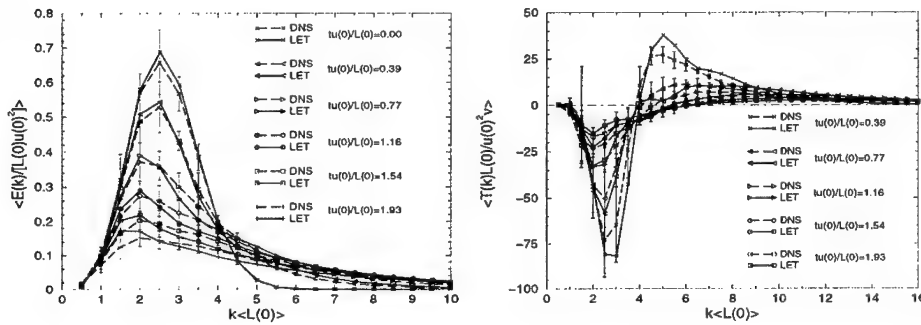 <E(k)/[L(0)u(0)²]>
0.8
0.7
0.6
0.5
0.4
0.3
0.2
0.1
0
DNS tu(0)/L(0)=0.00
LET
DNS tu(0)/L(0)=0.39
LET
DNS tu(0)/L(0)=0.77
LET
DNS tu(0)/L(0)=1.16
LET
DNS tu(0)/L(0)=1.54
LET
DNS tu(0)/L(0)=1.93
LET
0 1 2 3 4 5 6 7 8 9 10
k<L(0)>
<T(k)L(0)/u(0)²v>
50
25
0
−25
−50
−75
−100
DNS tu(0)/L(0)=0.39
LET
DNS tu(0)/L(0)=0.77
LET
DNS tu(0)/L(0)=1.16
LET
DNS tu(0)/L(0)=1.54
LET
DNS tu(0)/L(0)=1.93
LET
0 2 4 6 8 10 12 14 16
k<L(0)>